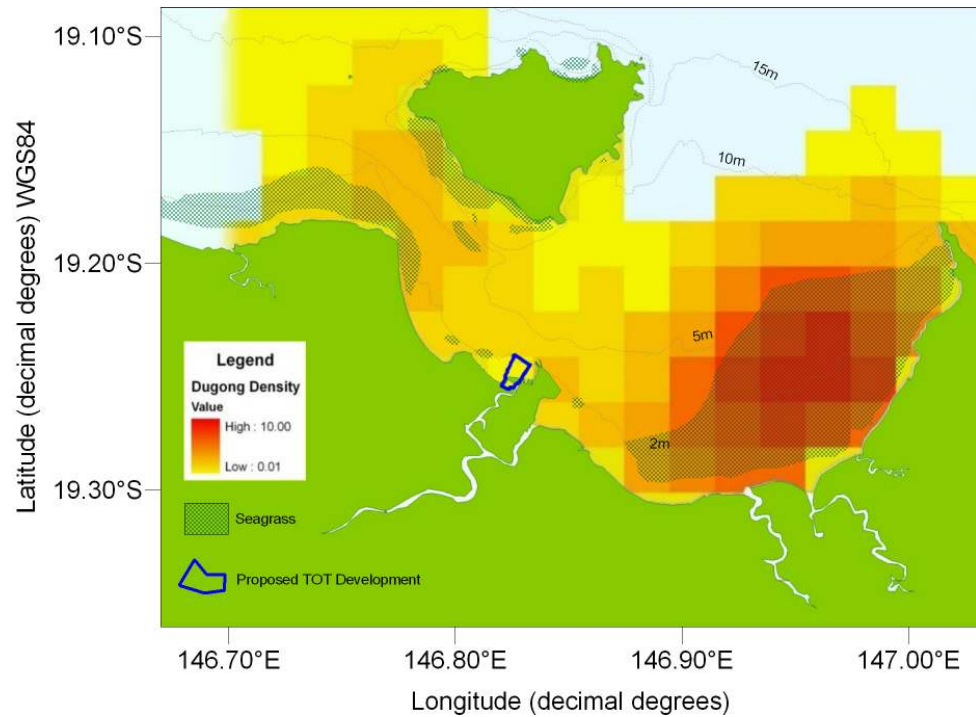 Latitude (decimal degrees) WGS84
19.10°S
19.20°S
19.30°S
15m
10m
5m
2m
Legend
Dugong Density
Value
High : 10.00
Low : 0.01
Seagrass
Proposed TOT Development
146.70°E
146.80°E
146.90°E
147.00°E
Longitude (decimal degrees)